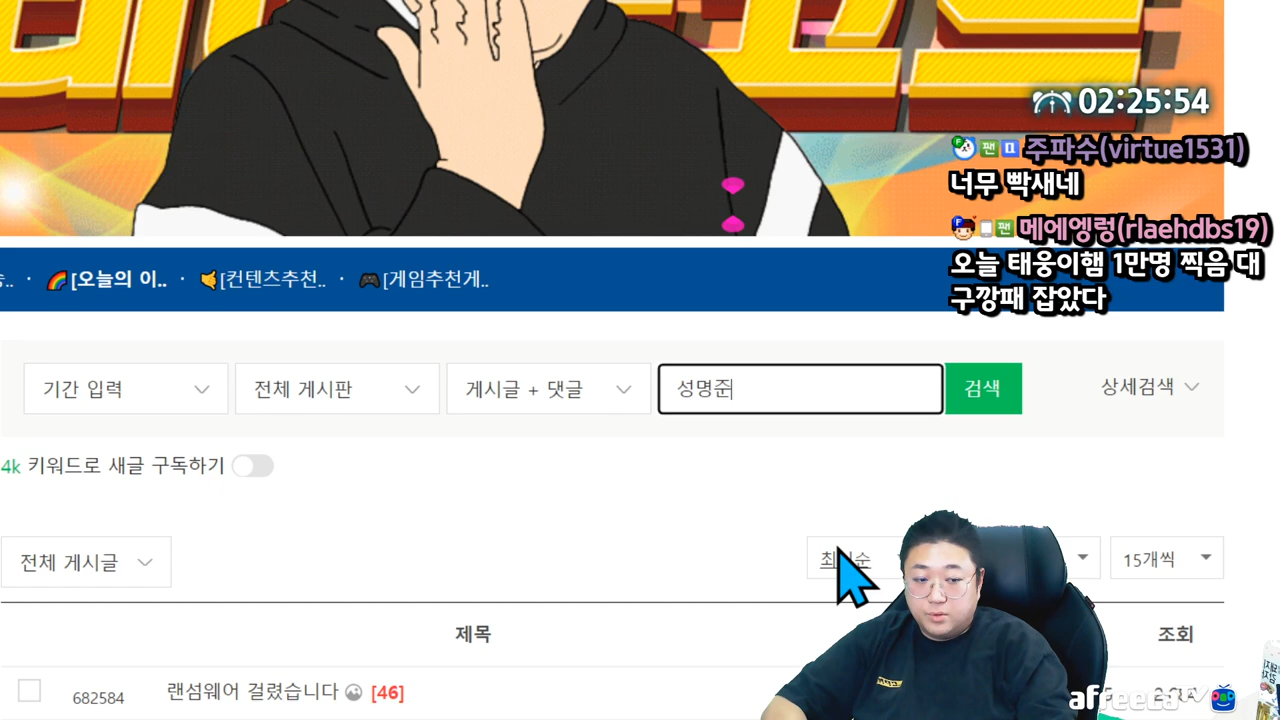 02:25:54
주파수(virtue1531)
너무 빡새네
메에엥렁(rlaehdbs19)
오늘 태웅이햄 1만명 찍음 대
구깡패 잡았다
· [오늘의 이.. · [컨텐츠추천.. · [게임추천게..
기간 입력 전체 게시판 게시글 + 댓글 성명준 검색 상세검색
4k 키워드로 새글 구독하기
전체 게시글 15개씩
제목 조회
682584 랜섬웨어 걸렸습니다 [46]
afreecaTV